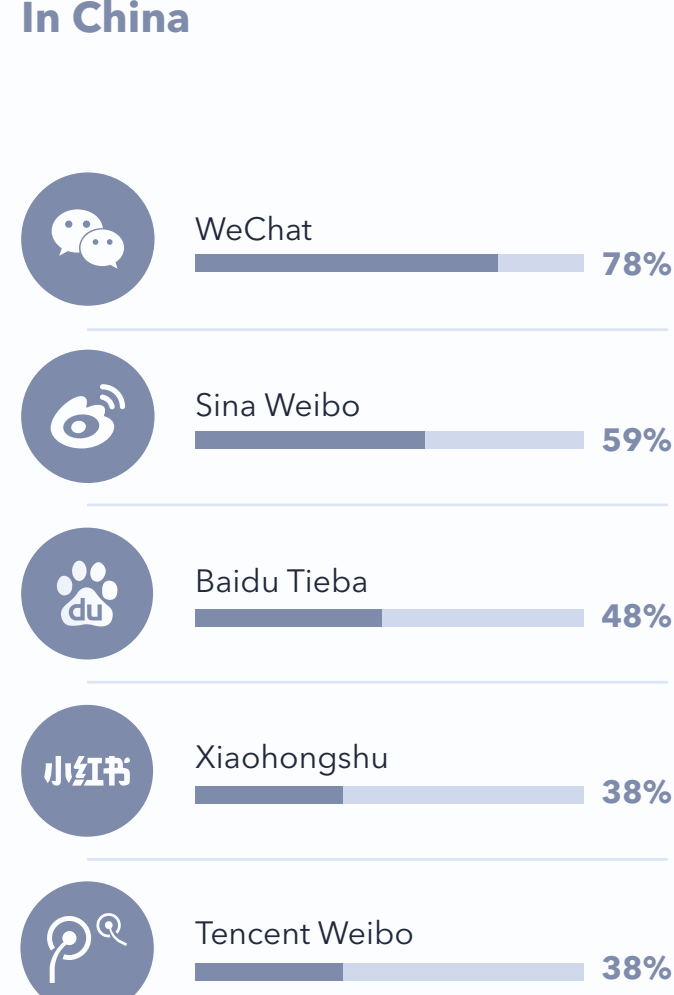 In China
WeChat
78%
Sina Weibo
59%
du
Baidu Tieba
48%
小红书
Xiaohongshu
38%
Tencent Weibo
38%